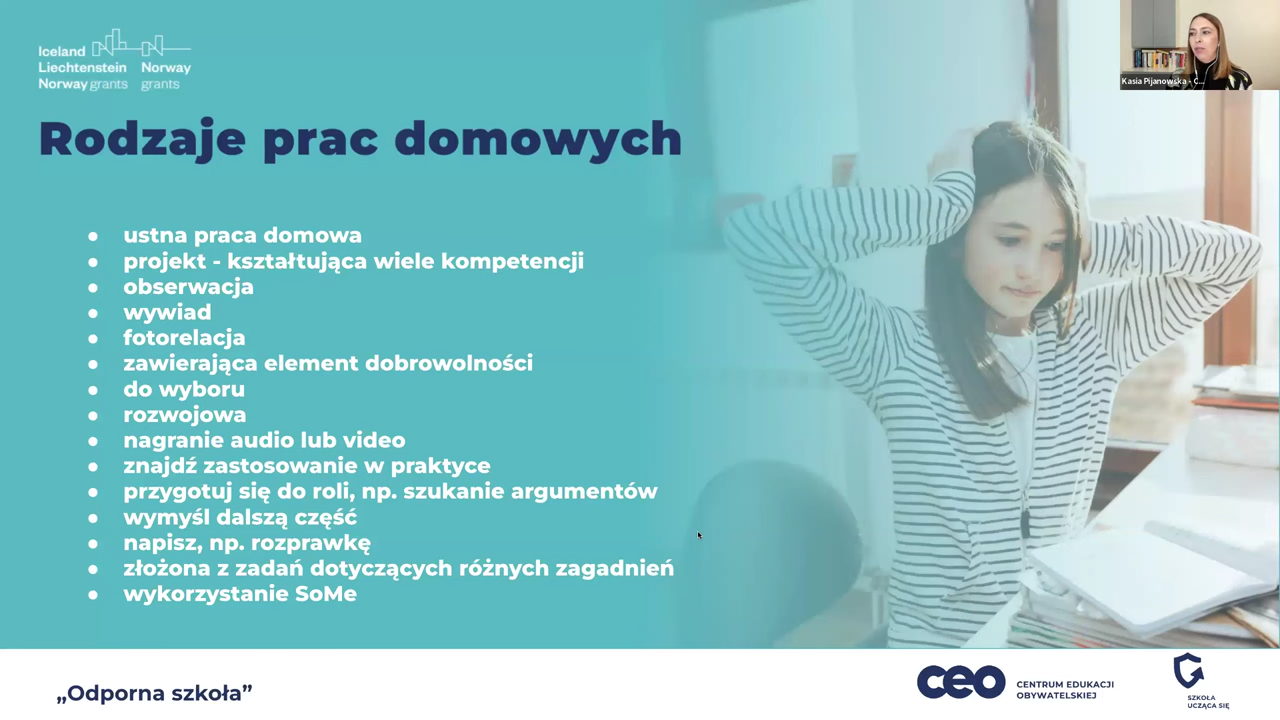 Iceland
Liechtenstein Norway
Norway grants grants
Kasia Pijanowska - C...
Rodzaje prac domowych
● ustna praca domowa
● projekt - kształtująca wiele kompetencji
● obserwacja
● wywiad
● fotorelacja
● zawierająca element dobrowolności
● do wyboru
● rozwojowa
● nagranie audio lub video
● znajdź zastosowanie w praktyce
● przygotuj się do roli, np. szukanie argumentów
● wymyśl dalszą część
● napisz, np. rozprawkę
● złożona z zadań dotyczących różnych zagadnień
● wykorzystanie SoMe
„Odporna szkoła”
ceo
CENTRUM EDUKACJI
OBYWATELSKIEJ
SZKOŁA
UCZĄCA SIĘ